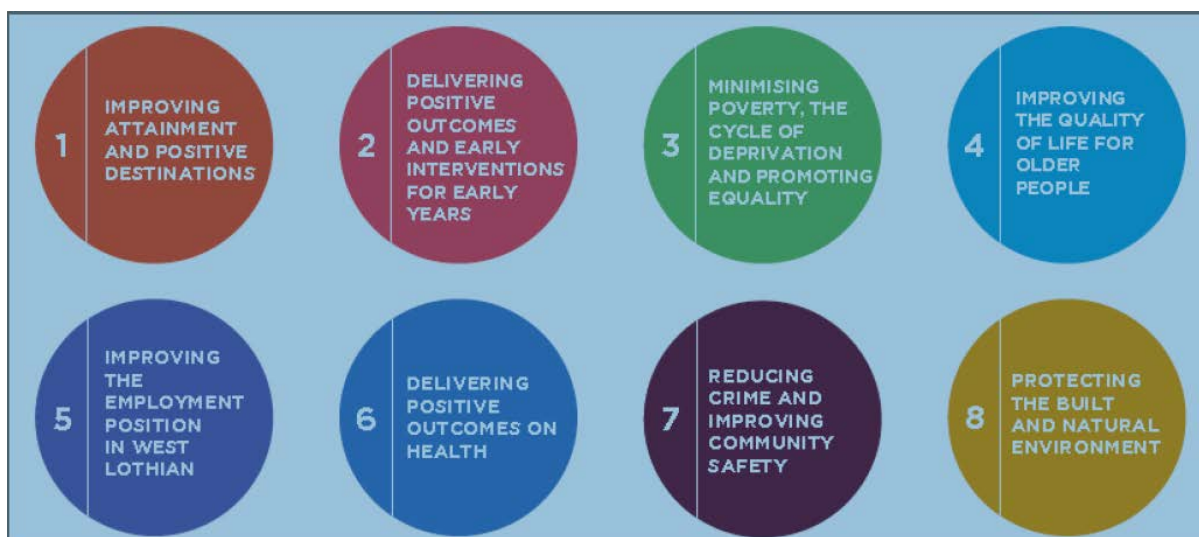 1
IMPROVING
ATTAINMENT
AND POSITIVE
DESTINATIONS
2
DELIVERING
POSITIVE
OUTCOMES
AND EARLY
INTERVENTIONS
FOR EARLY
YEARS
3
MINIMISING
POVERTY, THE
CYCLE OF
DEPRIVATION
AND PROMOTING
EQUALITY
4
IMPROVING
THE QUALITY
OF LIFE FOR
OLDER
PEOPLE
5
IMPROVING
THE
EMPLOYMENT
POSITION
IN WEST
LOTHIAN
6
DELIVERING
POSITIVE
OUTCOMES ON
HEALTH
7
REDUCING
CRIME AND
IMPROVING
COMMUNITY
SAFETY
8
PROTECTING
THE BUILT
AND NATURAL
ENVIRONMENT